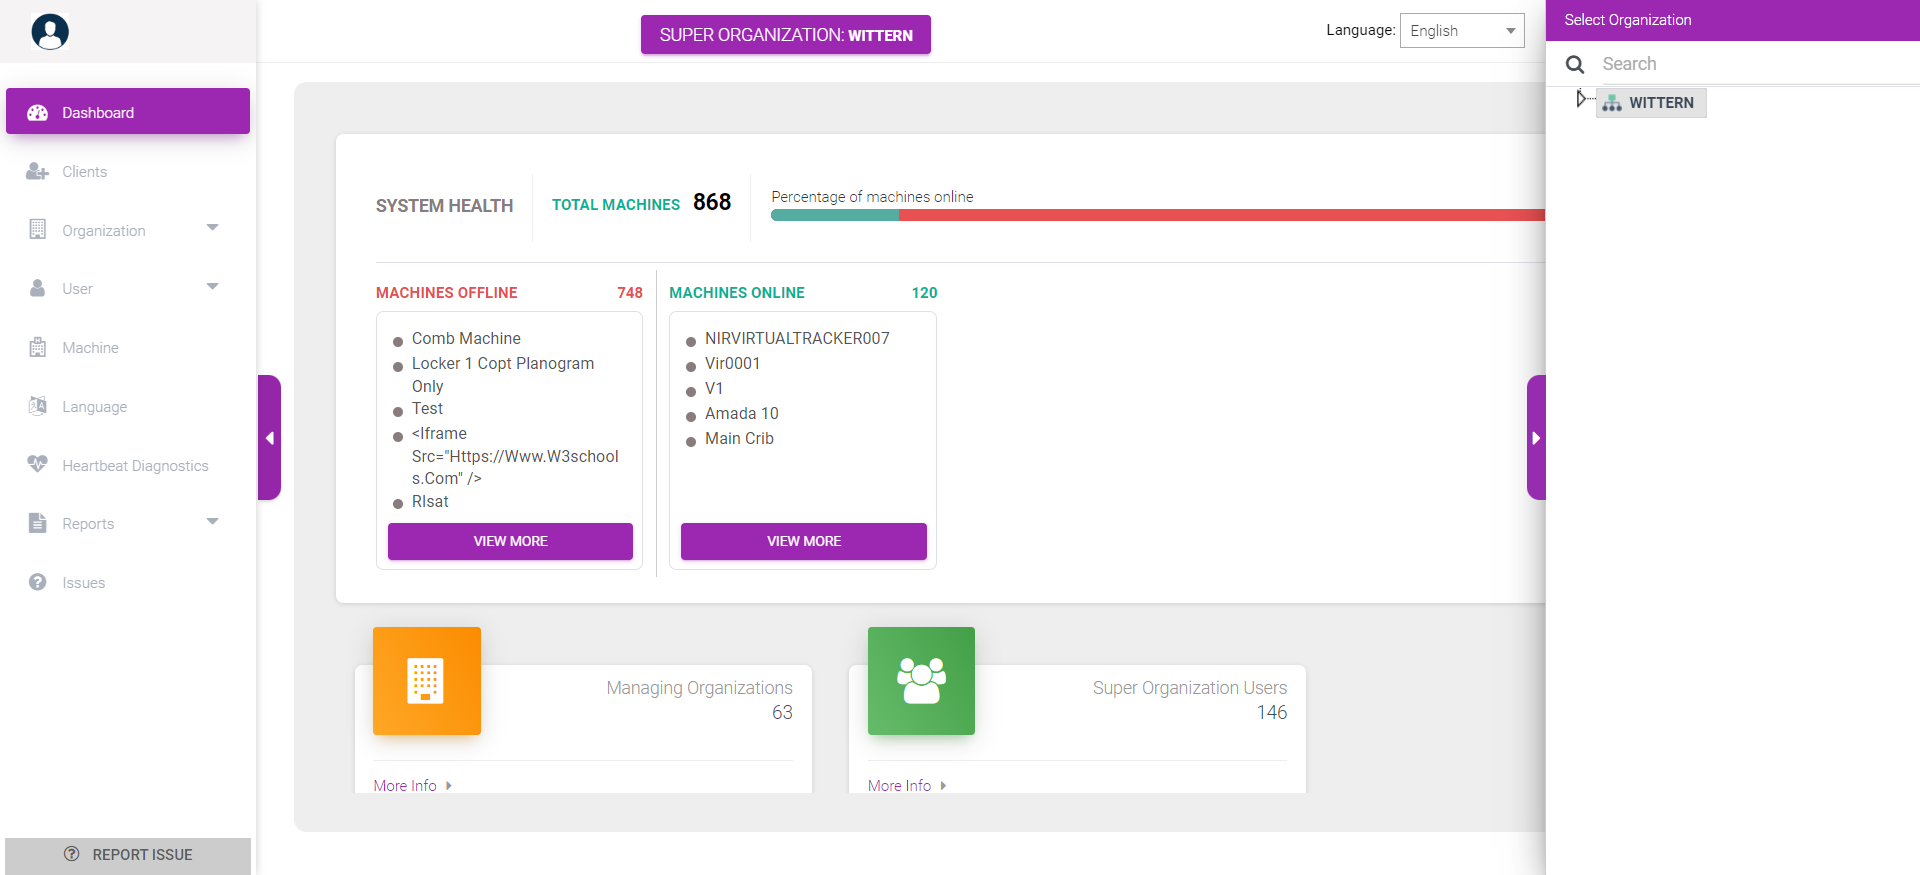 SUPER ORGANIZATION: WITTERN
Language: English
Select Organization
Search
WITTERN
Dashboard
Clients
Organization
User
Machine
Language
Heartbeat Diagnostics
Reports
Issues
REPORT ISSUE
SYSTEM HEALTH
TOTAL MACHINES 868
Percentage of machines online
MACHINES OFFLINE 748
Comb Machine
Locker 1 Copt Planogram
Only
Test
<Iframe
Src="Https://Www.W3school
s.Com" />
RIsat
VIEW MORE
MACHINES ONLINE 120
NIRVIRTUALTRACKER007
Vir0001
V1
Amada 10
Main Crib
VIEW MORE
Managing Organizations
63
More Info
Super Organization Users
146
More Info